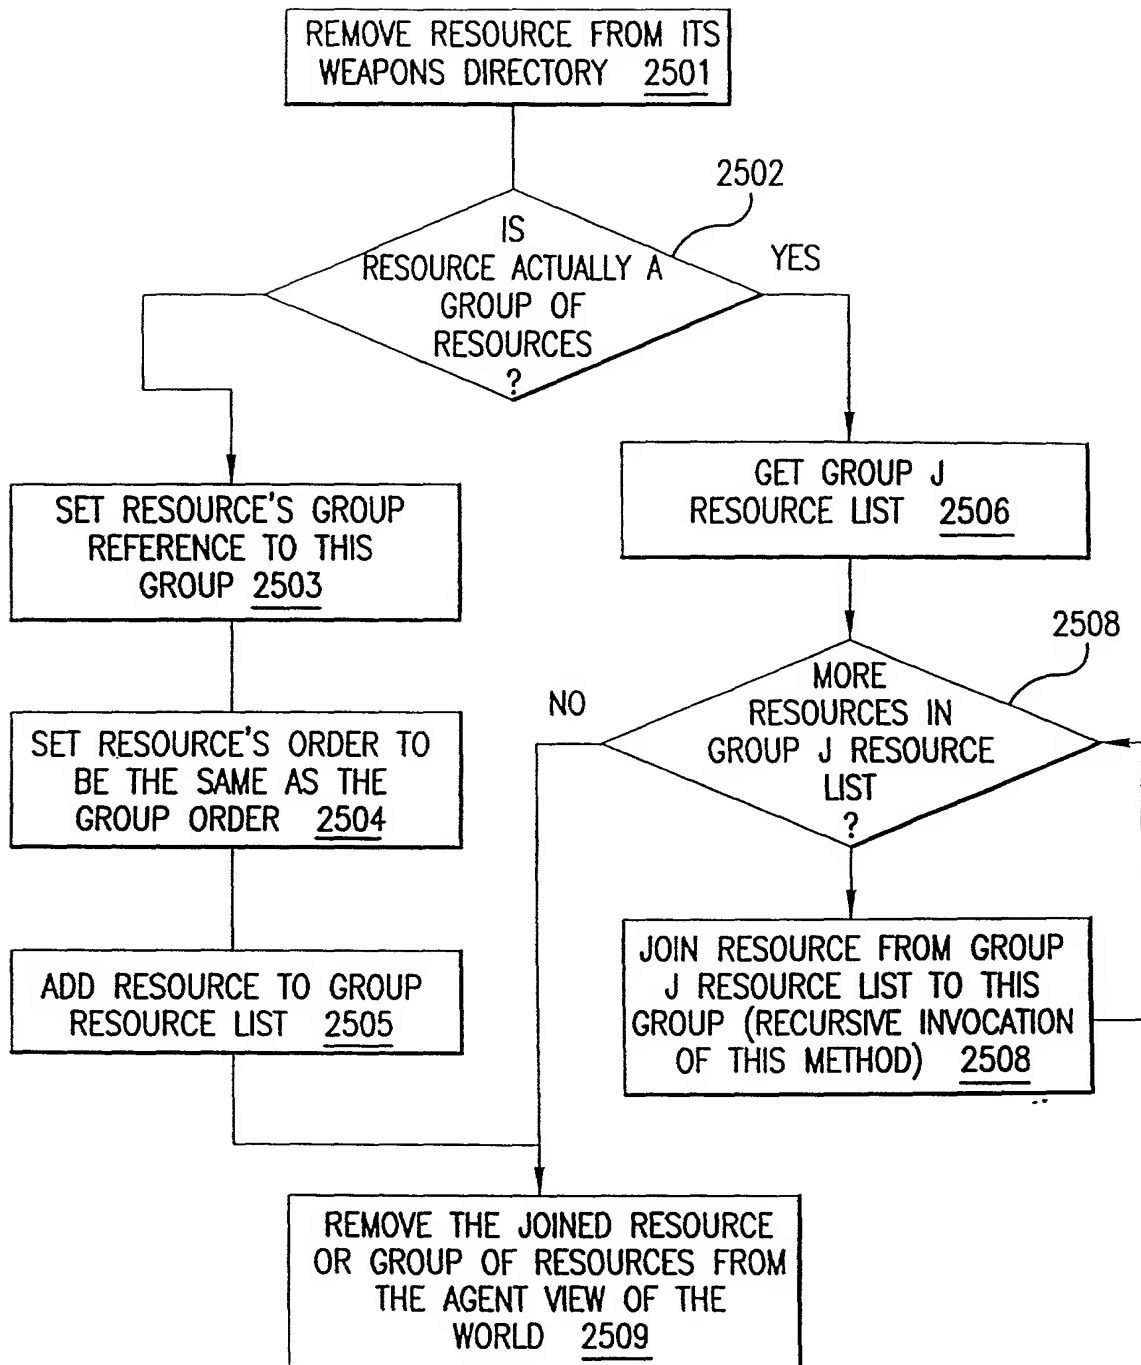 REMOVE RESOURCE FROM ITS
WEAPONS DIRECTORY 2501
2502
IS
RESOURCE ACTUALLY A
GROUP OF
RESOURCES
?
YES
SET RESOURCE'S GROUP
REFERENCE TO THIS
GROUP 2503
GET GROUP J
RESOURCE LIST 2506
SET RESOURCE'S ORDER TO
BE THE SAME AS THE
GROUP ORDER 2504
2508
NO
MORE
RESOURCES IN
GROUP J RESOURCE
LIST
?
ADD RESOURCE TO GROUP
RESOURCE LIST 2505
JOIN RESOURCE FROM GROUP
J RESOURCE LIST TO THIS
GROUP (RECURSIVE INVOCATION
OF THIS METHOD) 2508
REMOVE THE JOINED RESOURCE
OR GROUP OF RESOURCES FROM
THE AGENT VIEW OF THE
WORLD 2509